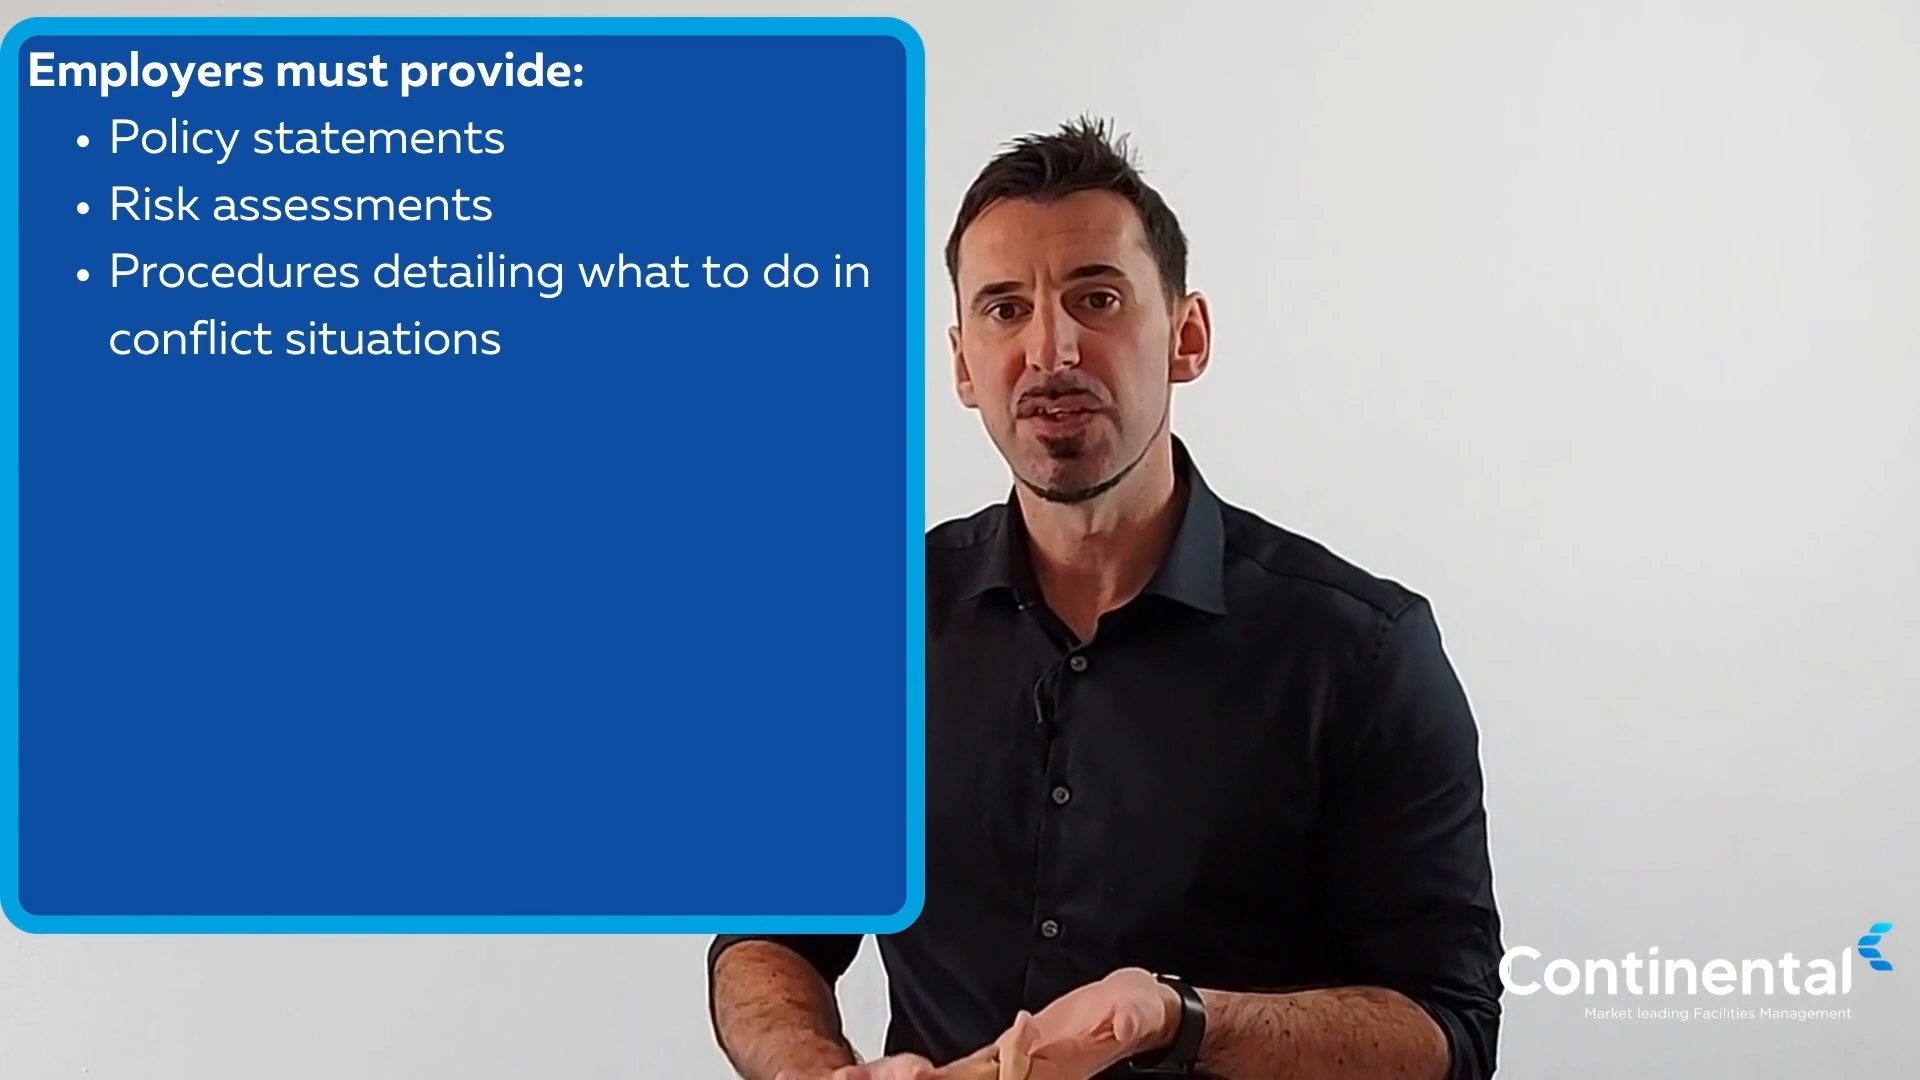 Employers must provide:
• Policy statements
• Risk assessments
• Procedures detailing what to do in
conflict situations
Continental
Market leading Facilities Management